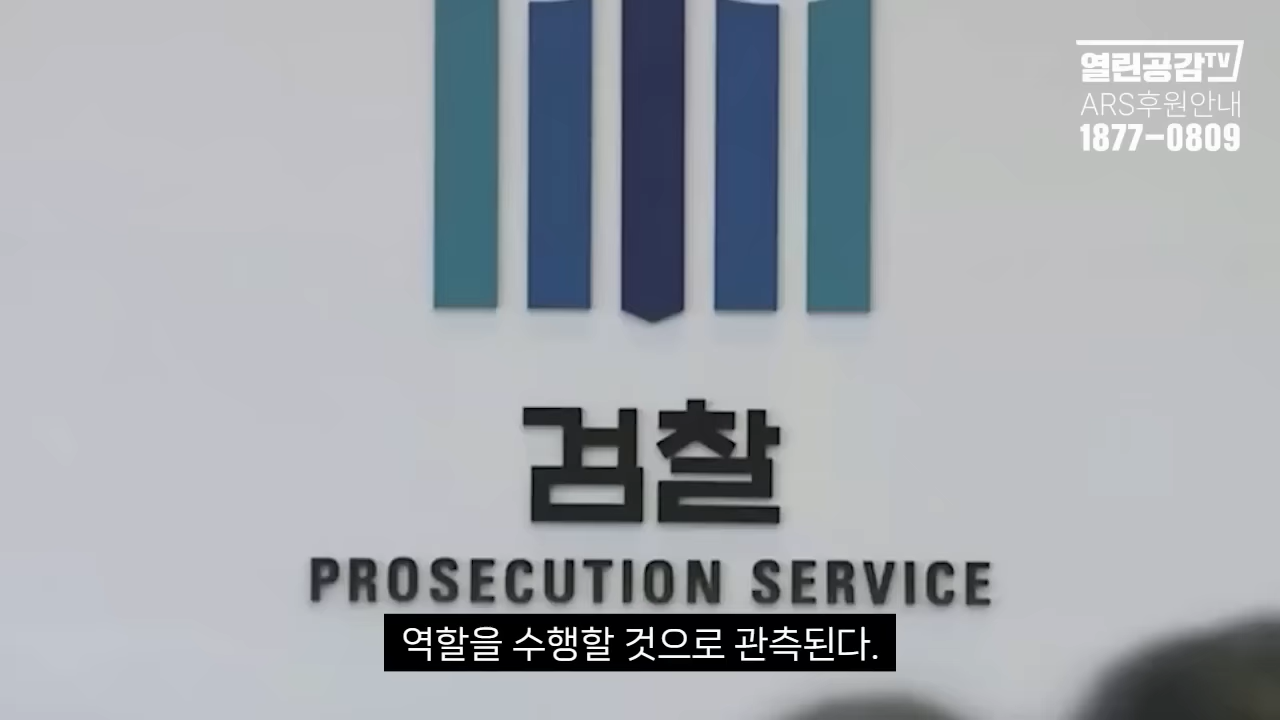 열린공감TV
ARS후원안내
1877-0809
검찰
PROSECUTION SERVICE
역할을 수행할 것으로 관측된다.